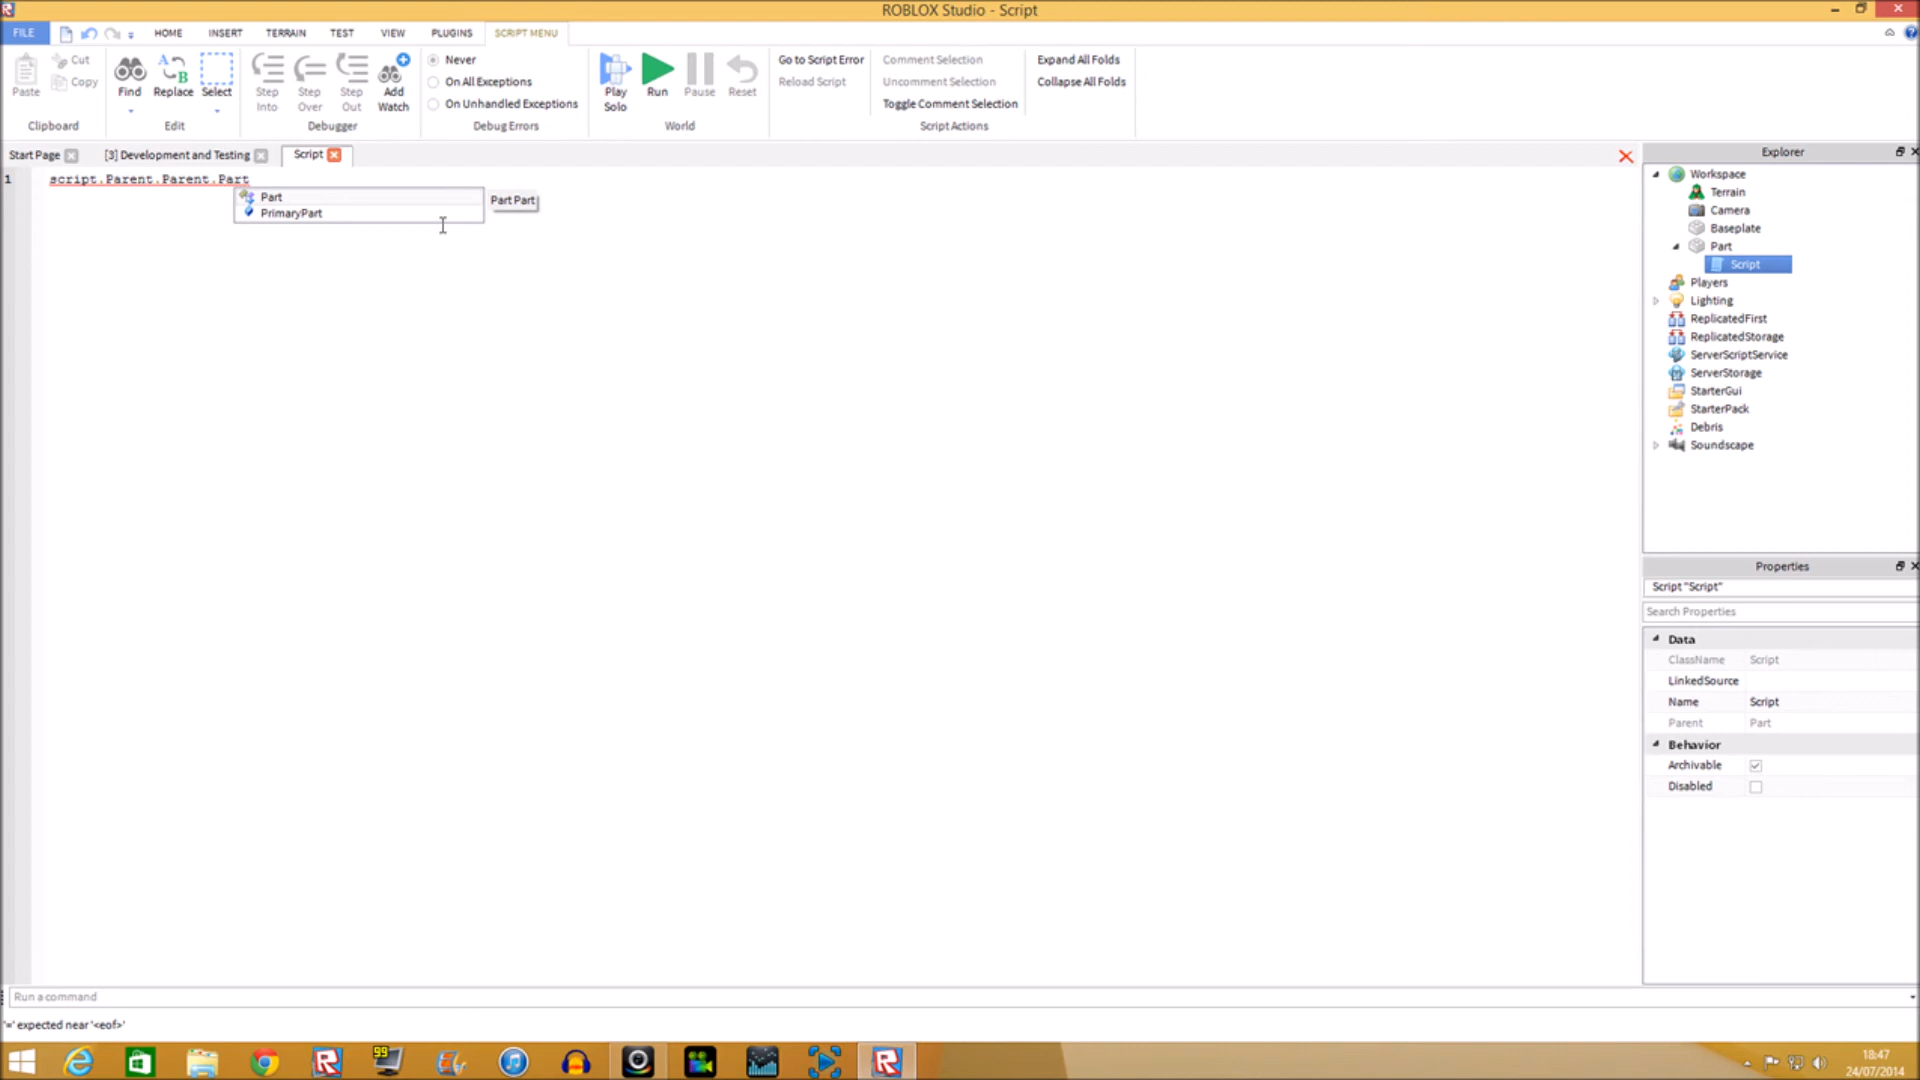 ROBLOX Studio - Script
FILE HOME INSERT TERRAIN TEST VIEW PLUGINS SCRIPT MENU
Paste Cut Copy
Clipboard
Find Replace Select
Edit
Step Into Step Over Step Out Add Watch
Debugger
Never
On All Exceptions
On Unhandled Exceptions
Debug Errors
Play Solo Run Pause Reset
World
Go to Script Error
Reload Script
Comment Selection
Uncomment Selection
Toggle Comment Selection
Expand All Folds
Collapse All Folds
Script Actions
Start Page [3] Development and Testing Script
1 script.Parent.Parent.Part
Part
PrimaryPart
Part Part
Explorer
Workspace
Terrain
Camera
Baseplate
Part
Script
Players
Lighting
ReplicatedFirst
ReplicatedStorage
ServerScriptService
ServerStorage
StarterGui
StarterPack
Debris
Soundscape
Properties
Script "Script"
Search Properties
Data
ClassName Script
LinkedSource
Name Script
Parent Part
Behavior
Archivable
Disabled
Run a command
'=' expected near '<eof>'
99
18:47
24/07/2014